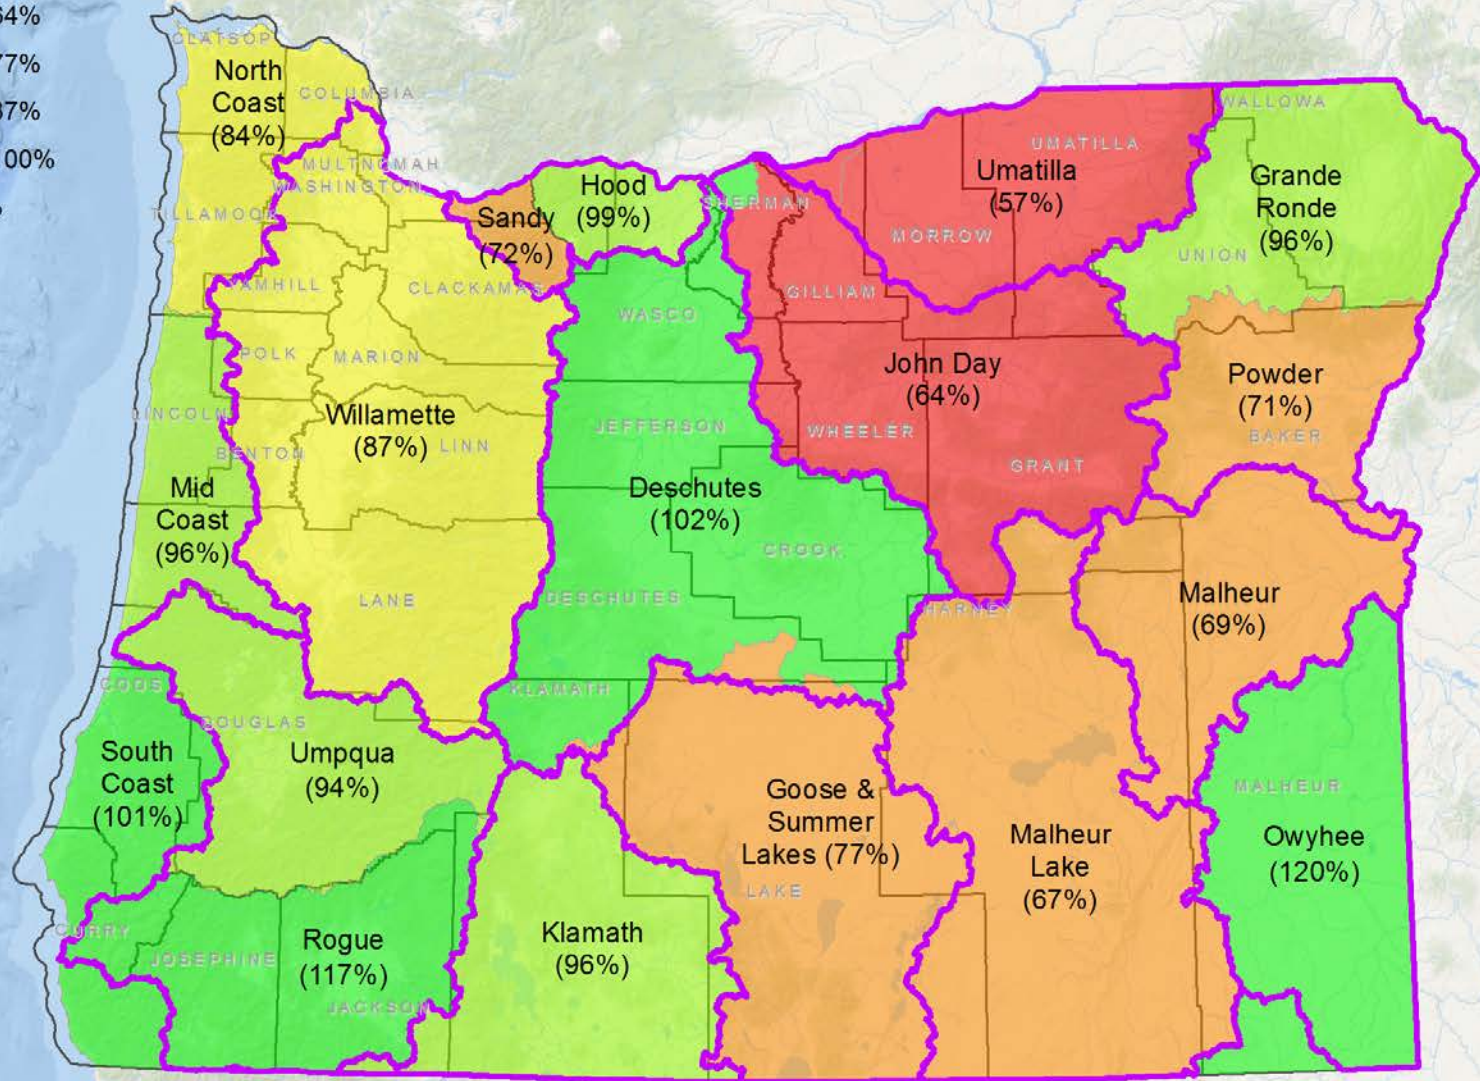 64%
77%
87%
100%
CLATSOP
North
Coast
(84%)
COLUMBIA
MULTNOMAH
WASHINGTON
TILLAMOOK
YAMHILL
CLACKAMAS
Sandy
(72%)
Hood
(99%)
SHERMAN
UMATILLA
Umatilla
(57%)
MORROW
GILLIAM
WALLOWA
Grande
Ronde
(96%)
UNION
WASCO
POLK
MARION
John Day
(64%)
Powder
(71%)
BAKER
LINCOLN
Willamette
(87%)
BENTON
LINN
JEFFERSON
WHEELER
GRANT
Mid
Coast
(96%)
Deschutes
(102%)
CROOK
LANE
DESCHUTES
HARNEY
Malheur
(69%)
COOS
DOUGLAS
KLAMATH
South
Coast
(101%)
Umpqua
(94%)
Goose &
Summer
Lakes (77%)
LAKE
Malheur
Lake
(67%)
MALHEUR
Owyhee
(120%)
CURRY
JOSEPHINE
Rogue
(117%)
JACKSON
Klamath
(96%)